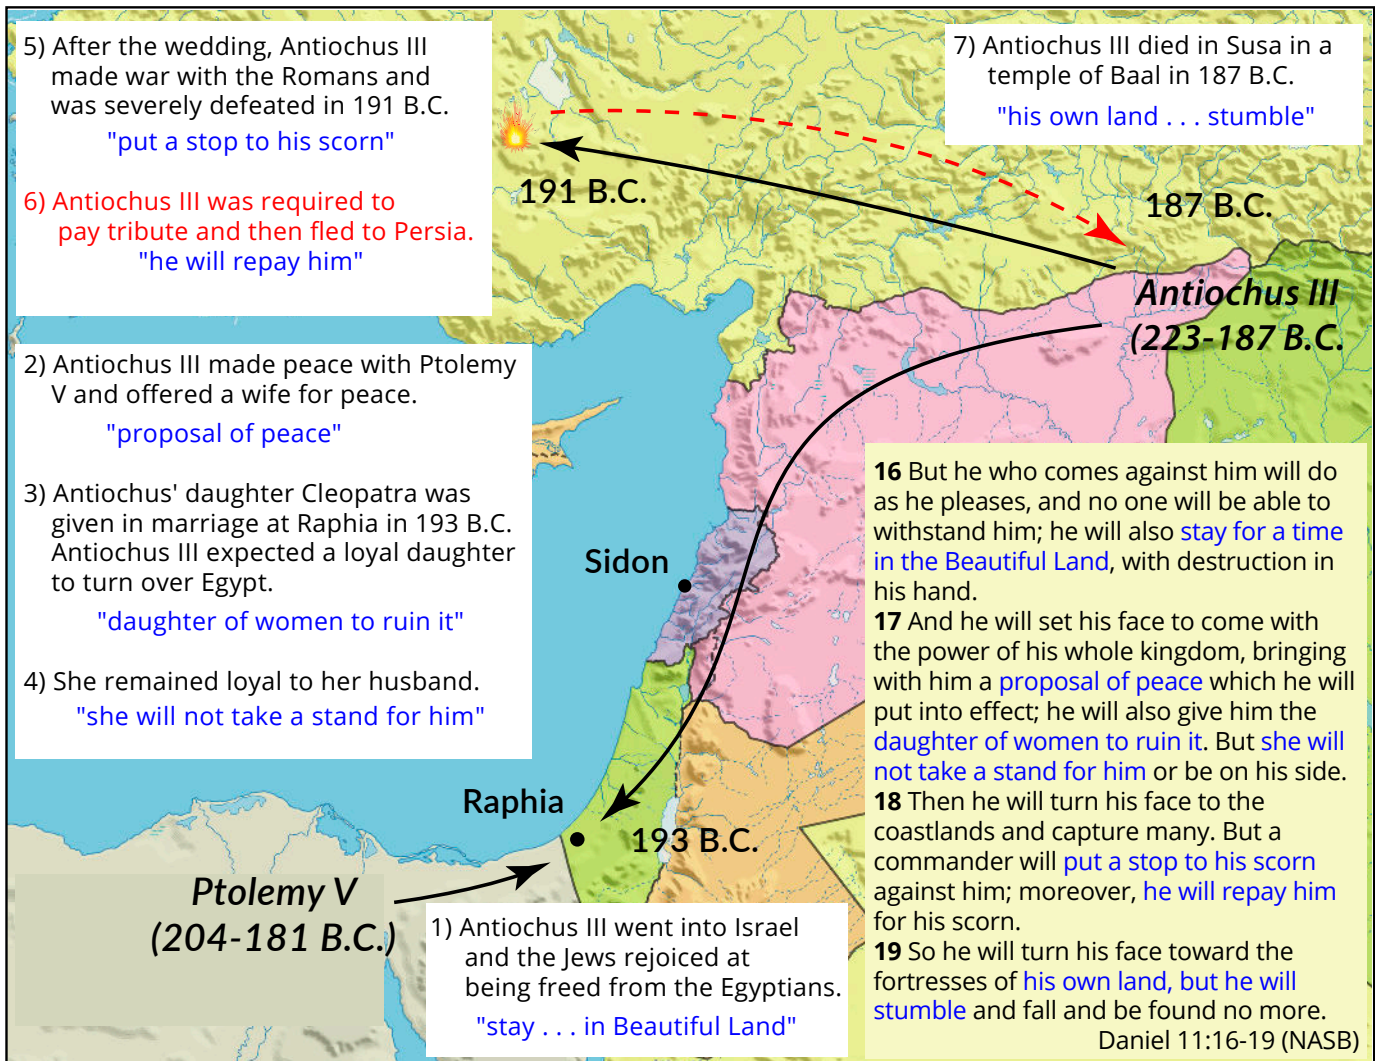 5) After the wedding, Antiochus III
made war with the Romans and
was severely defeated in 191 B.C.
"put a stop to his scorn"
6) Antiochus III was required to
pay tribute and then fled to Persia.
"he will repay him"
7) Antiochus III died in Susa in a
temple of Baal in 187 B.C.
"his own land . . . stumble"
191 B.C.
187 B.C.
Antiochus III
(223-187 B.C.
2) Antiochus III made peace with Ptolemy
V and offered a wife for peace.
"proposal of peace"
3) Antiochus' daughter Cleopatra was
given in marriage at Raphia in 193 B.C.
Antiochus III expected a loyal daughter
to turn over Egypt.
"daughter of women to ruin it"
4) She remained loyal to her husband.
"she will not take a stand for him"
Sidon
Raphia
193 B.C.
Ptolemy V
(204-181 B.C.)
1) Antiochus III went into Israel
and the Jews rejoiced at
being freed from the Egyptians.
"stay . . . in Beautiful Land"
16 But he who comes against him will do
as he pleases, and no one will be able to
withstand him; he will also stay for a time
in the Beautiful Land, with destruction in
his hand.
17 And he will set his face to come with
the power of his whole kingdom, bringing
with him a proposal of peace which he will
put into effect; he will also give him the
daughter of women to ruin it. But she will
not take a stand for him or be on his side.
18 Then he will turn his face to the
coastlands and capture many. But a
commander will put a stop to his scorn
against him; moreover, he will repay him
for his scorn.
19 So he will turn his face toward the
fortresses of his own land, but he will
stumble and fall and be found no more.
Daniel 11:16-19 (NASB)